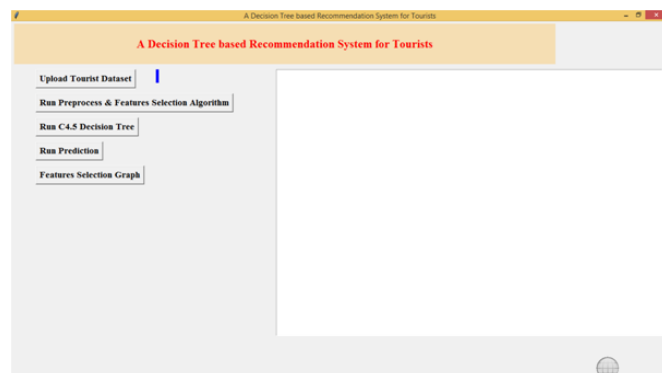 A Decision Tree based Recommendation System for Tourists
A Decision Tree based Recommendation System for Tourists
Upload Tourist Dataset
Run Preprocess & Features Selection Algorithm
Run C4.5 Decision Tree
Run Prediction
Features Selection Graph